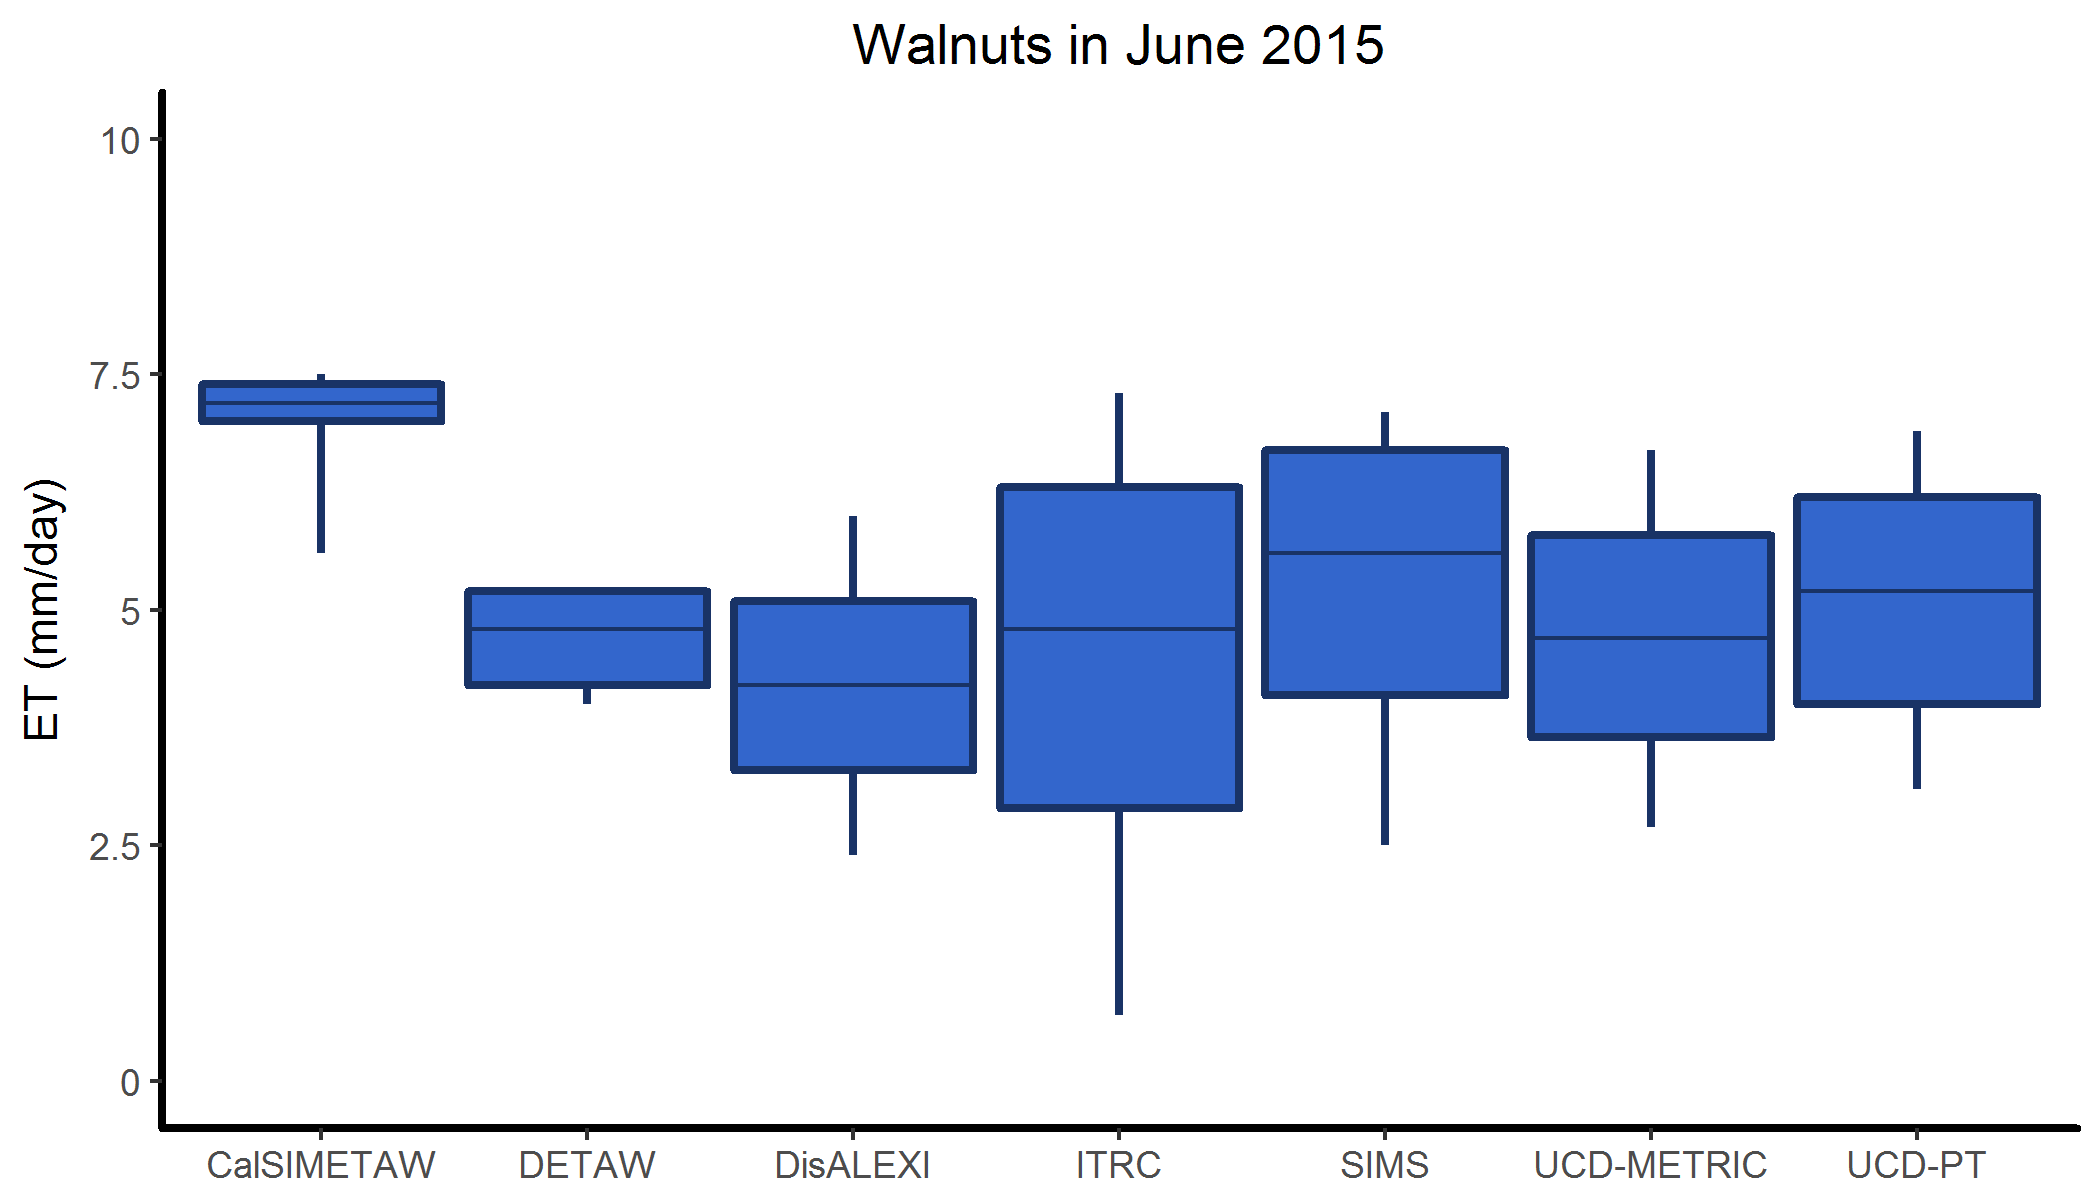 Walnuts in June 2015
ET (mm/day)
10
7.5
5
2.5
0
CalSIMETAW DETAW DisALEXI ITRC SIMS UCD-METRIC UCD-PT